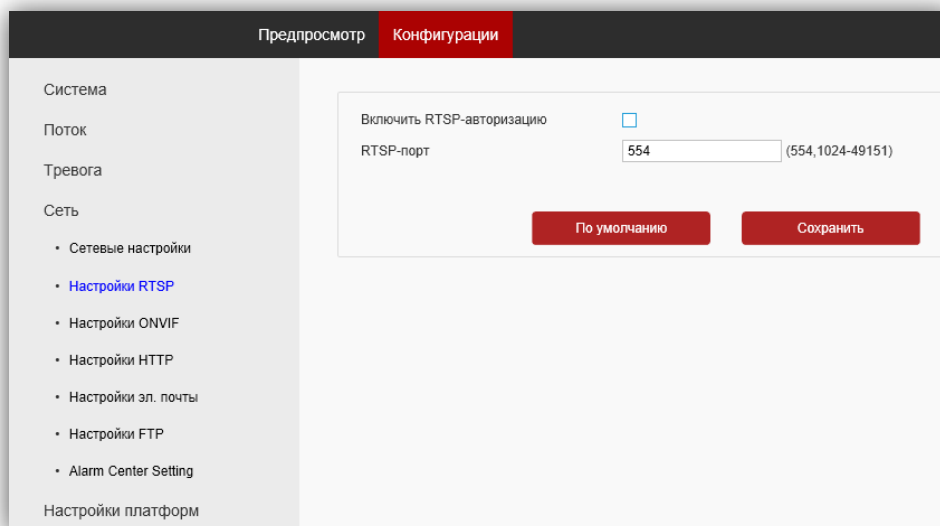 Предпросмотр Конфигурации
Система
Поток
Тревога
Сеть
• Сетевые настройки
• Настройки RTSP
• Настройки ONVIF
• Настройки HTTP
• Настройки эл. почты
• Настройки FTP
• Alarm Center Setting
Настройки платформ
Включить RTSP-авторизацию
RTSP-порт 554 (554,1024-49151)
По умолчанию Сохранить